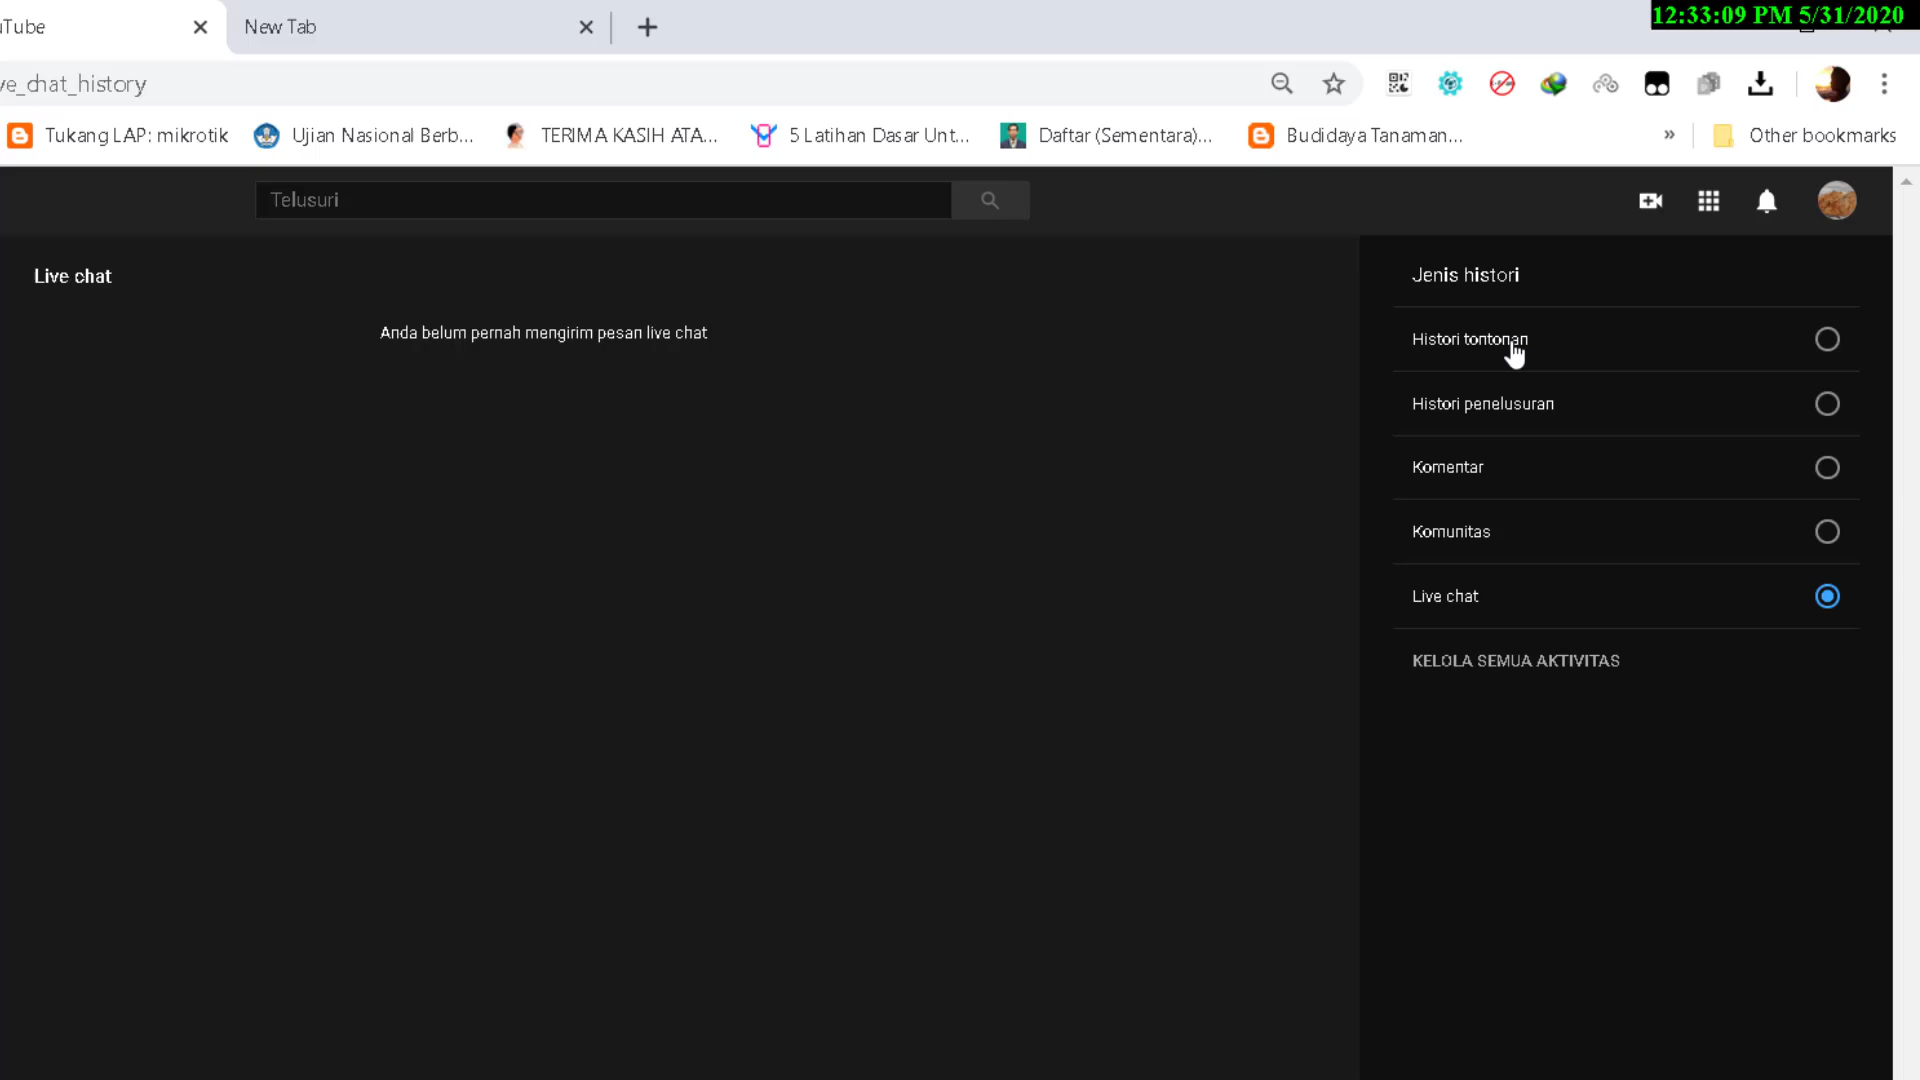 12:33:09 PM 5/31/2020
uTube
New Tab
ve_chat_history
Tukang LAP: mikrotik
Ujian Nasional Berb...
TERIMA KASIH ATA...
5 Latihan Dasar Unt...
Daftar (Sementara)...
Budidaya Tanaman...
»
Other bookmarks
Telusuri
Live chat
Anda belum pernah mengirim pesan live chat
Jenis histori
Histori tontonan
Histori penelusuran
Komentar
Komunitas
Live chat
KELOLA SEMUA AKTIVITAS